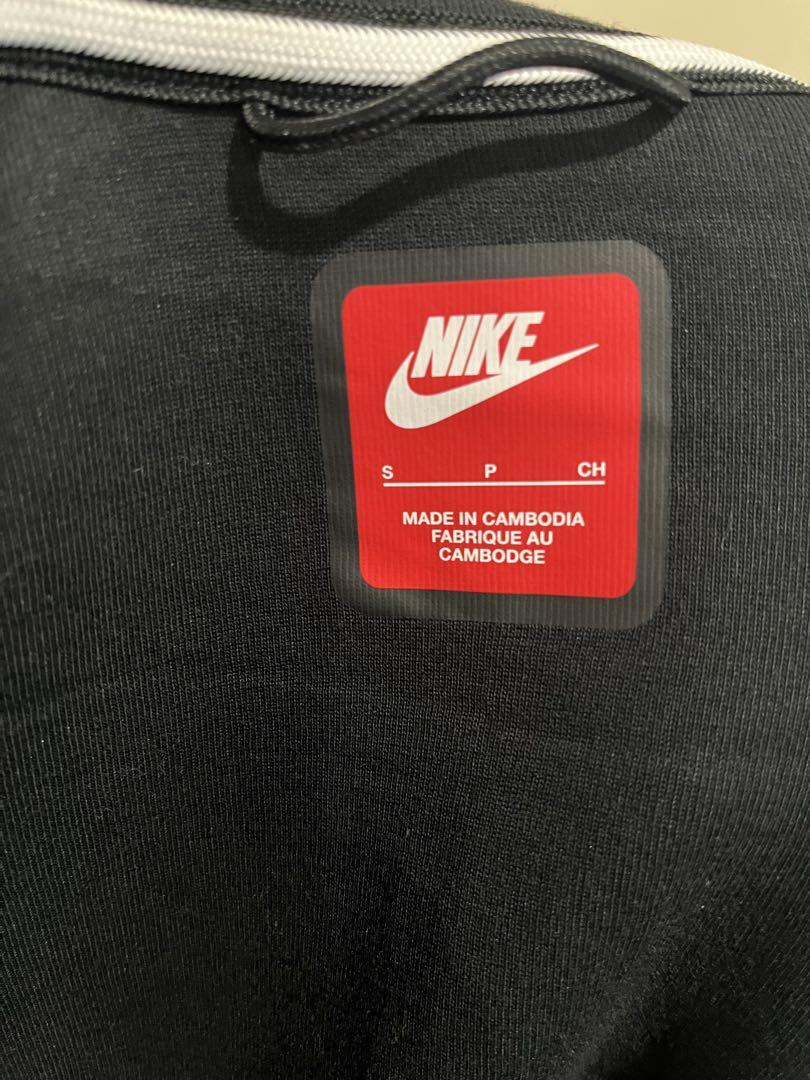 NIKE
S P CH
MADE IN CAMBODIA
FABRIQUE AU
CAMBODGE